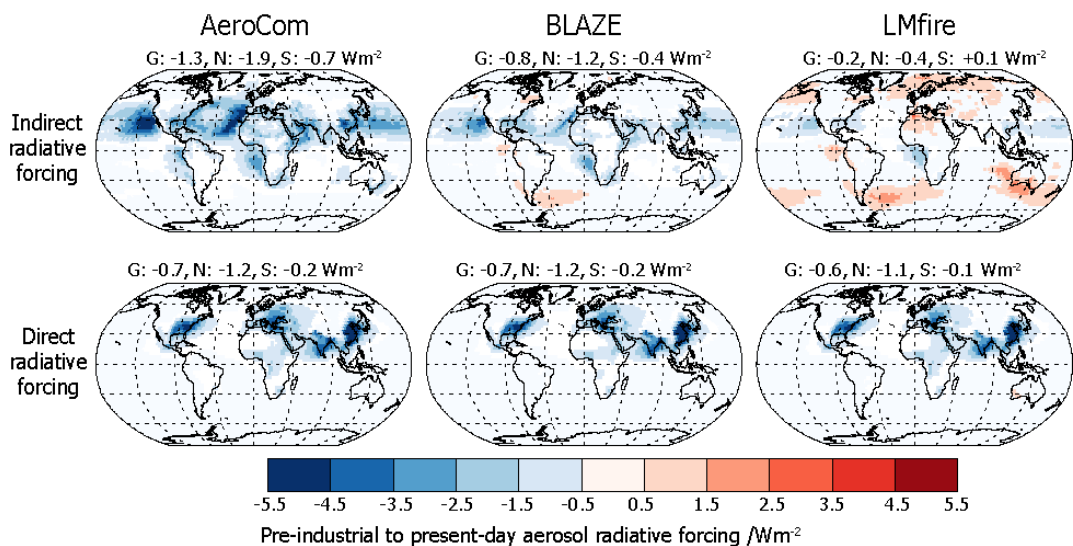 AeroCom
BLAZE
LMfire
G: -1.3, N: -1.9, S: -0.7 Wm⁻²
G: -0.8, N: -1.2, S: -0.4 Wm⁻²
G: -0.2, N: -0.4, S: +0.1 Wm⁻²
Indirect
radiative
forcing
G: -0.7, N: -1.2, S: -0.2 Wm⁻²
G: -0.7, N: -1.2, S: -0.2 Wm⁻²
G: -0.6, N: -1.1, S: -0.1 Wm⁻²
Direct
radiative
forcing
-5.5 -4.5 -3.5 -2.5 -1.5 -0.5 0.5 1.5 2.5 3.5 4.5 5.5
Pre-industrial to present-day aerosol radiative forcing /Wm⁻²